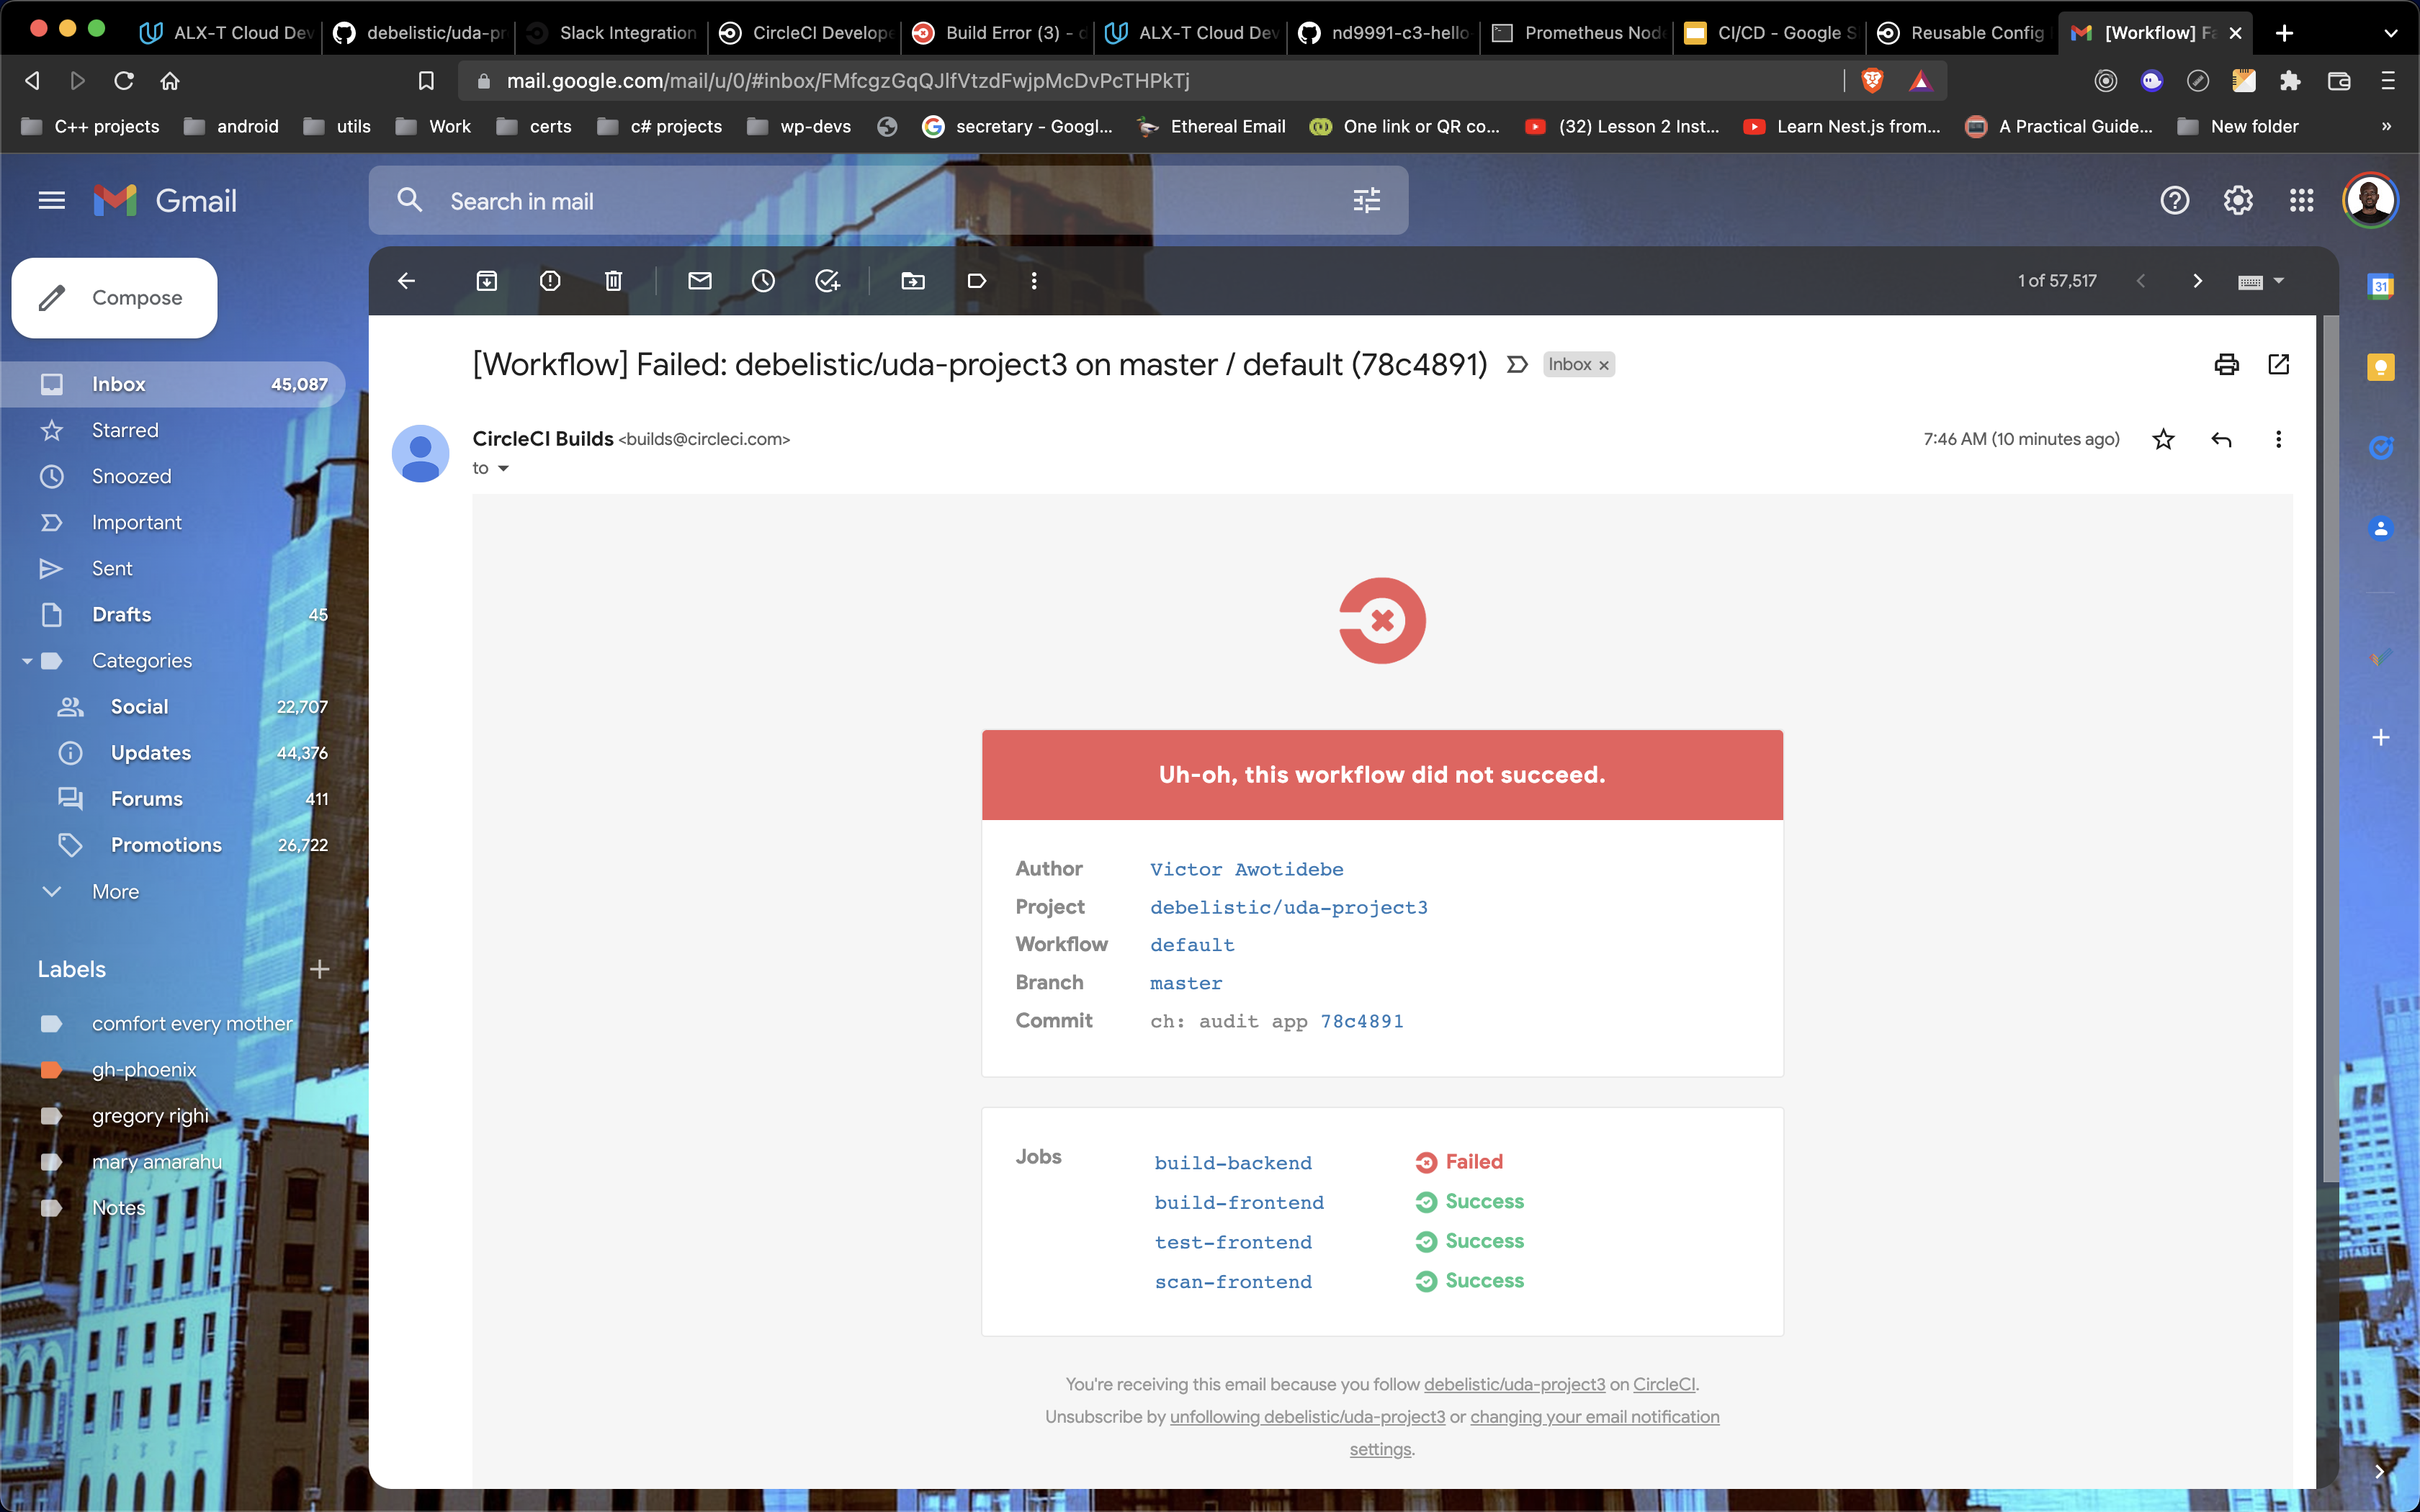 ALX-T Cloud Dev
debelistic/uda-pr
Slack Integration
CircleCI Develope
Build Error (3) - d
ALX-T Cloud Dev
nd9991-c3-hello
Prometheus Node
CI/CD - Google S
Reusable Config
[Workflow] Fa
mail.google.com/mail/u/0/#inbox/FMfcgzGqQJlfVtzdFwjpMcDvPcTHPkTj
C++ projects
android
utils
Work
certs
c# projects
wp-devs
secretary - Googl...
Ethereal Email
One link or QR co...
(32) Lesson 2 Inst...
Learn Nest.js from...
A Practical Guide...
New folder
»
Gmail
Search in mail
Compose
1 of 57,517
31
Inbox 45,087
Starred
Snoozed
Important
Sent
Drafts 45
Categories
Social 22,707
Updates 44,376
Forums 411
Promotions 26,722
More
Labels
comfort every mother
gh-phoenix
gregory righi
mary amarahu
Notes
[Workflow] Failed: debelistic/uda-project3 on master / default (78c4891) Inbox
CircleCI Builds <builds@circleci.com>
7:46 AM (10 minutes ago)
to
Uh-oh, this workflow did not succeed.
Author Victor Awotidebe
Project debelistic/uda-project3
Workflow default
Branch master
Commit ch: audit app 78c4891
Jobs
build-backend Failed
build-frontend Success
test-frontend Success
scan-frontend Success
You're receiving this email because you follow debelistic/uda-project3 on CircleCI.
Unsubscribe by unfollowing debelistic/uda-project3 or changing your email notification
settings.